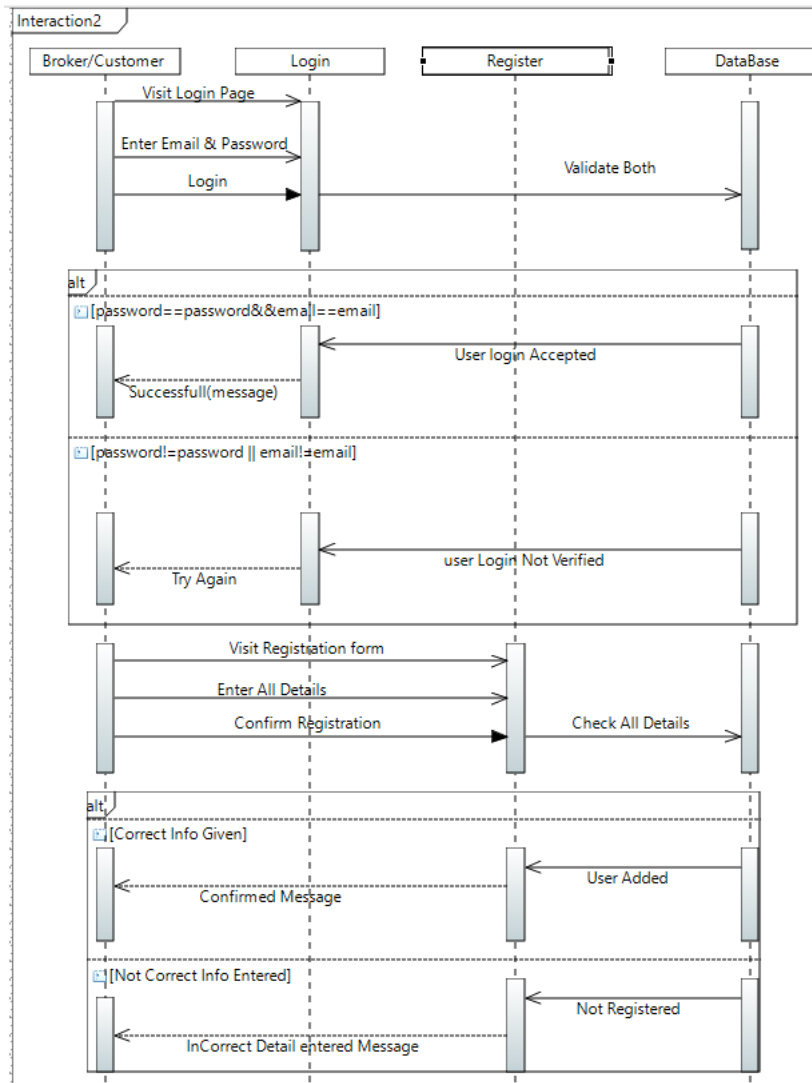 Interaction2
Broker/Customer
Login
Register
DataBase
Visit Login Page
Enter Email & Password
Login
Validate Both
alt
[password==password&&email==email]
User login Accepted
Successfull(message)
[password!=password || email!=email]
user Login Not Verified
Try Again
Visit Registration form
Enter All Details
Confirm Registration
Check All Details
alt
[Correct Info Given]
User Added
Confirmed Message
[Not Correct Info Entered]
Not Registered
InCorrect Detail entered Message